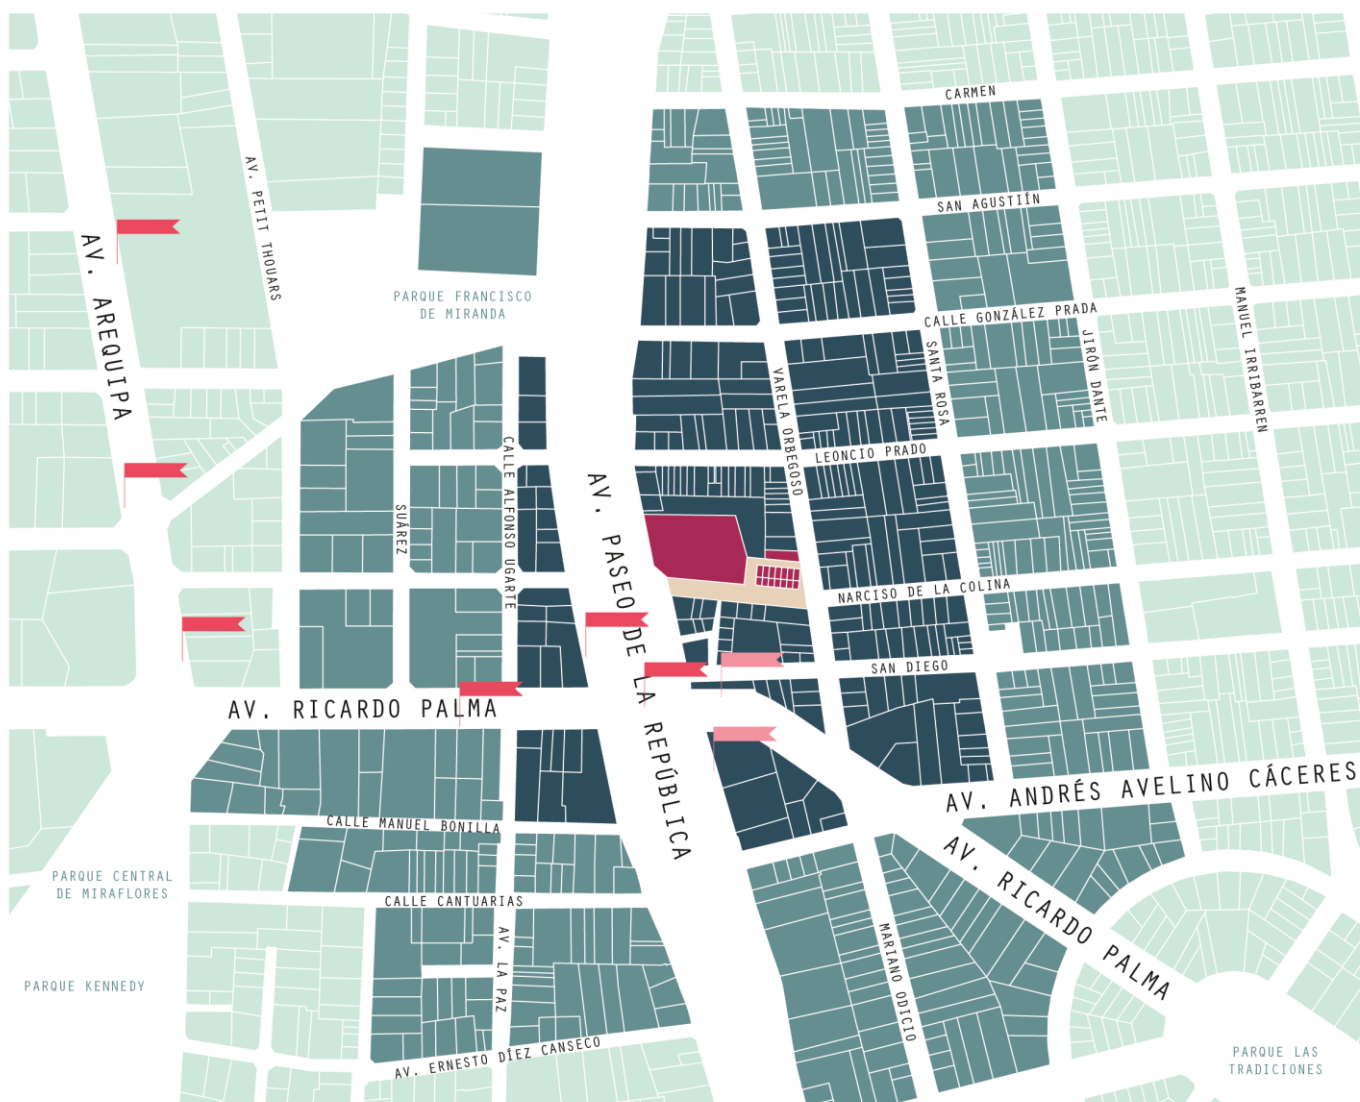 CARMEN
AV. PETIT THOUARS
SAN AGUSTIÍN
AV. AREQUIPA
PARQUE FRANCISCO
DE MIRANDA
CALLE GONZÁLEZ PRADA
MANUEL IRRIBARREN
JIRÓN DANTE
SANTA ROSA
VARELA ORBEGOSO
LEONCIO PRADO
CALLE ALFONSO UGARTE
SUÁREZ
AV. PASEO DE LA REPÚBLICA
NARCISO DE LA COLINA
SAN DIEGO
AV. RICARDO PALMA
AV. ANDRÉS AVELINO CÁCERES
CALLE MANUEL BONILLA
AV. RICARDO PALMA
PARQUE CENTRAL
DE MIRAFLORES
CALLE CANTUARIAS
AV. LA PAZ
MARIANO ODICIO
PARQUE KENNEDY
AV. ERNESTO DÍEZ CANSECO
PARQUE LAS
TRADICIONES